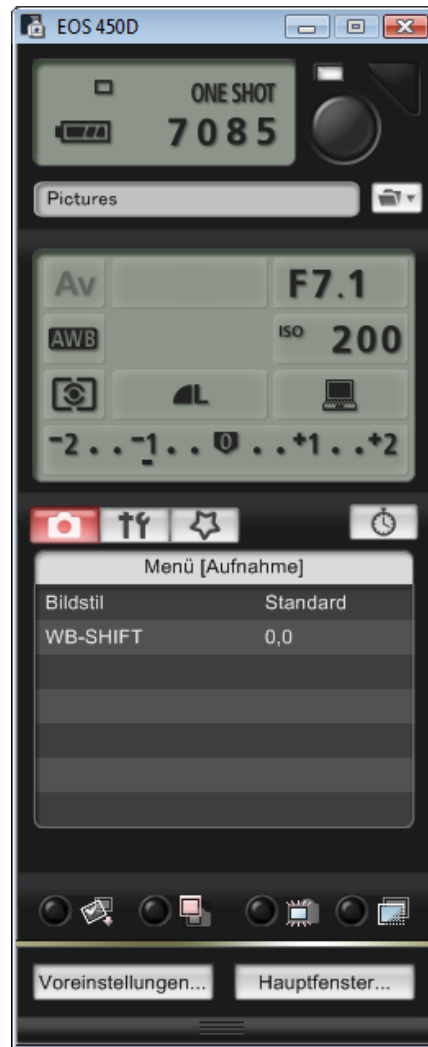 EOS 450D
ONE SHOT
7085
Pictures
Av
F7.1
AWB
ISO 200
L
-2 . . -1 . . 0 . . +1 . . +2
Menü [Aufnahme]
Bildstil Standard
WB-SHIFT 0,0
Voreinstellungen... Hauptfenster...